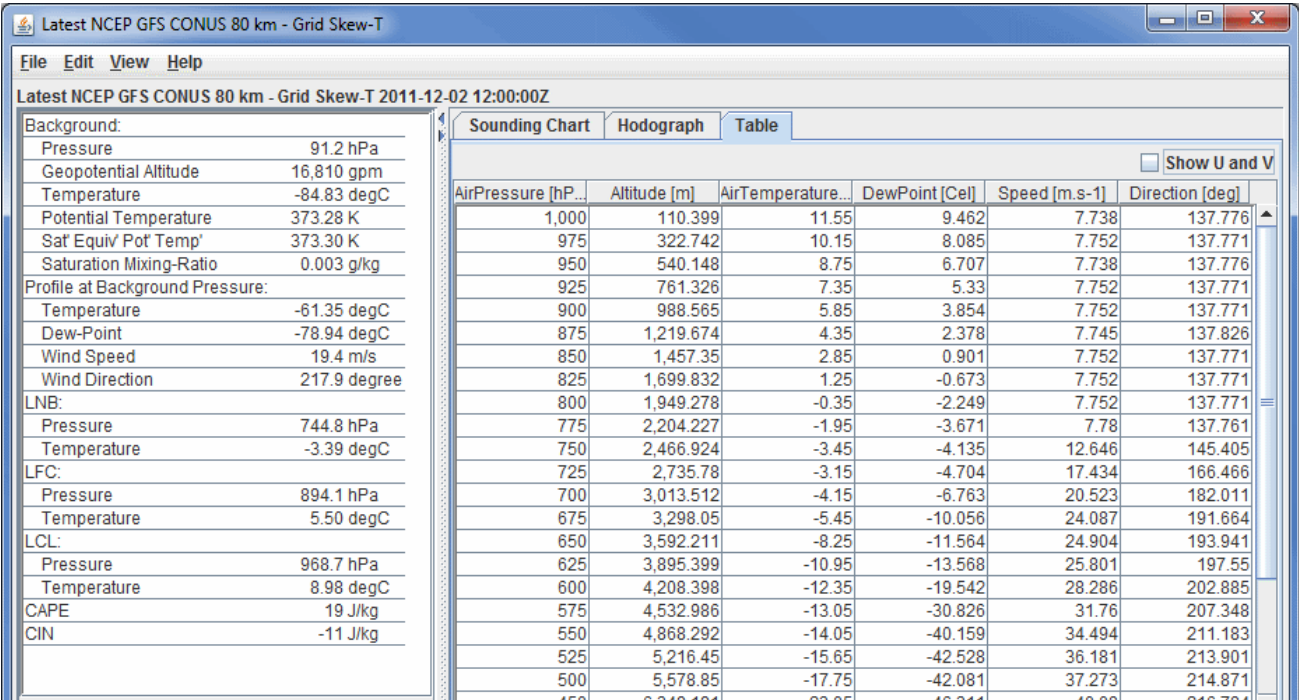 Latest NCEP GFS CONUS 80 km - Grid Skew-T
File Edit View Help
Latest NCEP GFS CONUS 80 km - Grid Skew-T 2011-12-02 12:00:00Z
Background:
Pressure 91.2 hPa
Geopotential Altitude 16,810 gpm
Temperature -84.83 degC
Potential Temperature 373.28 K
Sat' Equiv' Pot' Temp' 373.30 K
Saturation Mixing-Ratio 0.003 g/kg
Profile at Background Pressure:
Temperature -61.35 degC
Dew-Point -78.94 degC
Wind Speed 19.4 m/s
Wind Direction 217.9 degree
LNB:
Pressure 744.8 hPa
Temperature -3.39 degC
LFC:
Pressure 894.1 hPa
Temperature 5.50 degC
LCL:
Pressure 968.7 hPa
Temperature 8.98 degC
CAPE 19 J/kg
CIN -11 J/kg
Sounding Chart Hodograph Table
Show U and V
AirPressure [hP... Altitude [m] AirTemperature... DewPoint [Cel] Speed [m.s-1] Direction [deg]
1,000 110.399 11.55 9.462 7.738 137.776
975 322.742 10.15 8.085 7.752 137.771
950 540.148 8.75 6.707 7.738 137.776
925 761.326 7.35 5.33 7.752 137.771
900 988.565 5.85 3.854 7.752 137.771
875 1,219.674 4.35 2.378 7.745 137.826
850 1,457.35 2.85 0.901 7.752 137.771
825 1,699.832 1.25 -0.673 7.752 137.771
800 1,949.278 -0.35 -2.249 7.752 137.771
775 2,204.227 -1.95 -3.671 7.78 137.761
750 2,466.924 -3.45 -4.135 12.646 145.405
725 2,735.78 -3.15 -4.704 17.434 166.466
700 3,013.512 -4.15 -6.763 20.523 182.011
675 3,298.05 -5.45 -10.056 24.087 191.664
650 3,592.211 -8.25 -11.564 24.904 193.941
625 3,895.399 -10.95 -13.568 25.801 197.55
600 4,208.398 -12.35 -19.542 28.286 202.885
575 4,532.986 -13.05 -30.826 31.76 207.348
550 4,868.292 -14.05 -40.159 34.494 211.183
525 5,216.45 -15.65 -42.528 36.181 213.901
500 5,578.85 -17.75 -42.081 37.273 214.871